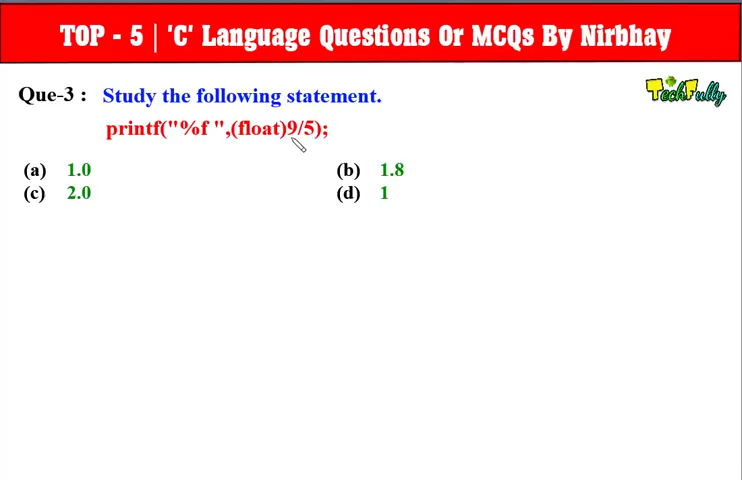 TOP - 5 | 'C' Language Questions Or MCQs By Nirbhay
Que-3 : Study the following statement.
TechFully
printf("%f ",(float)9/5);
(a) 1.0 (b) 1.8
(c) 2.0 (d) 1